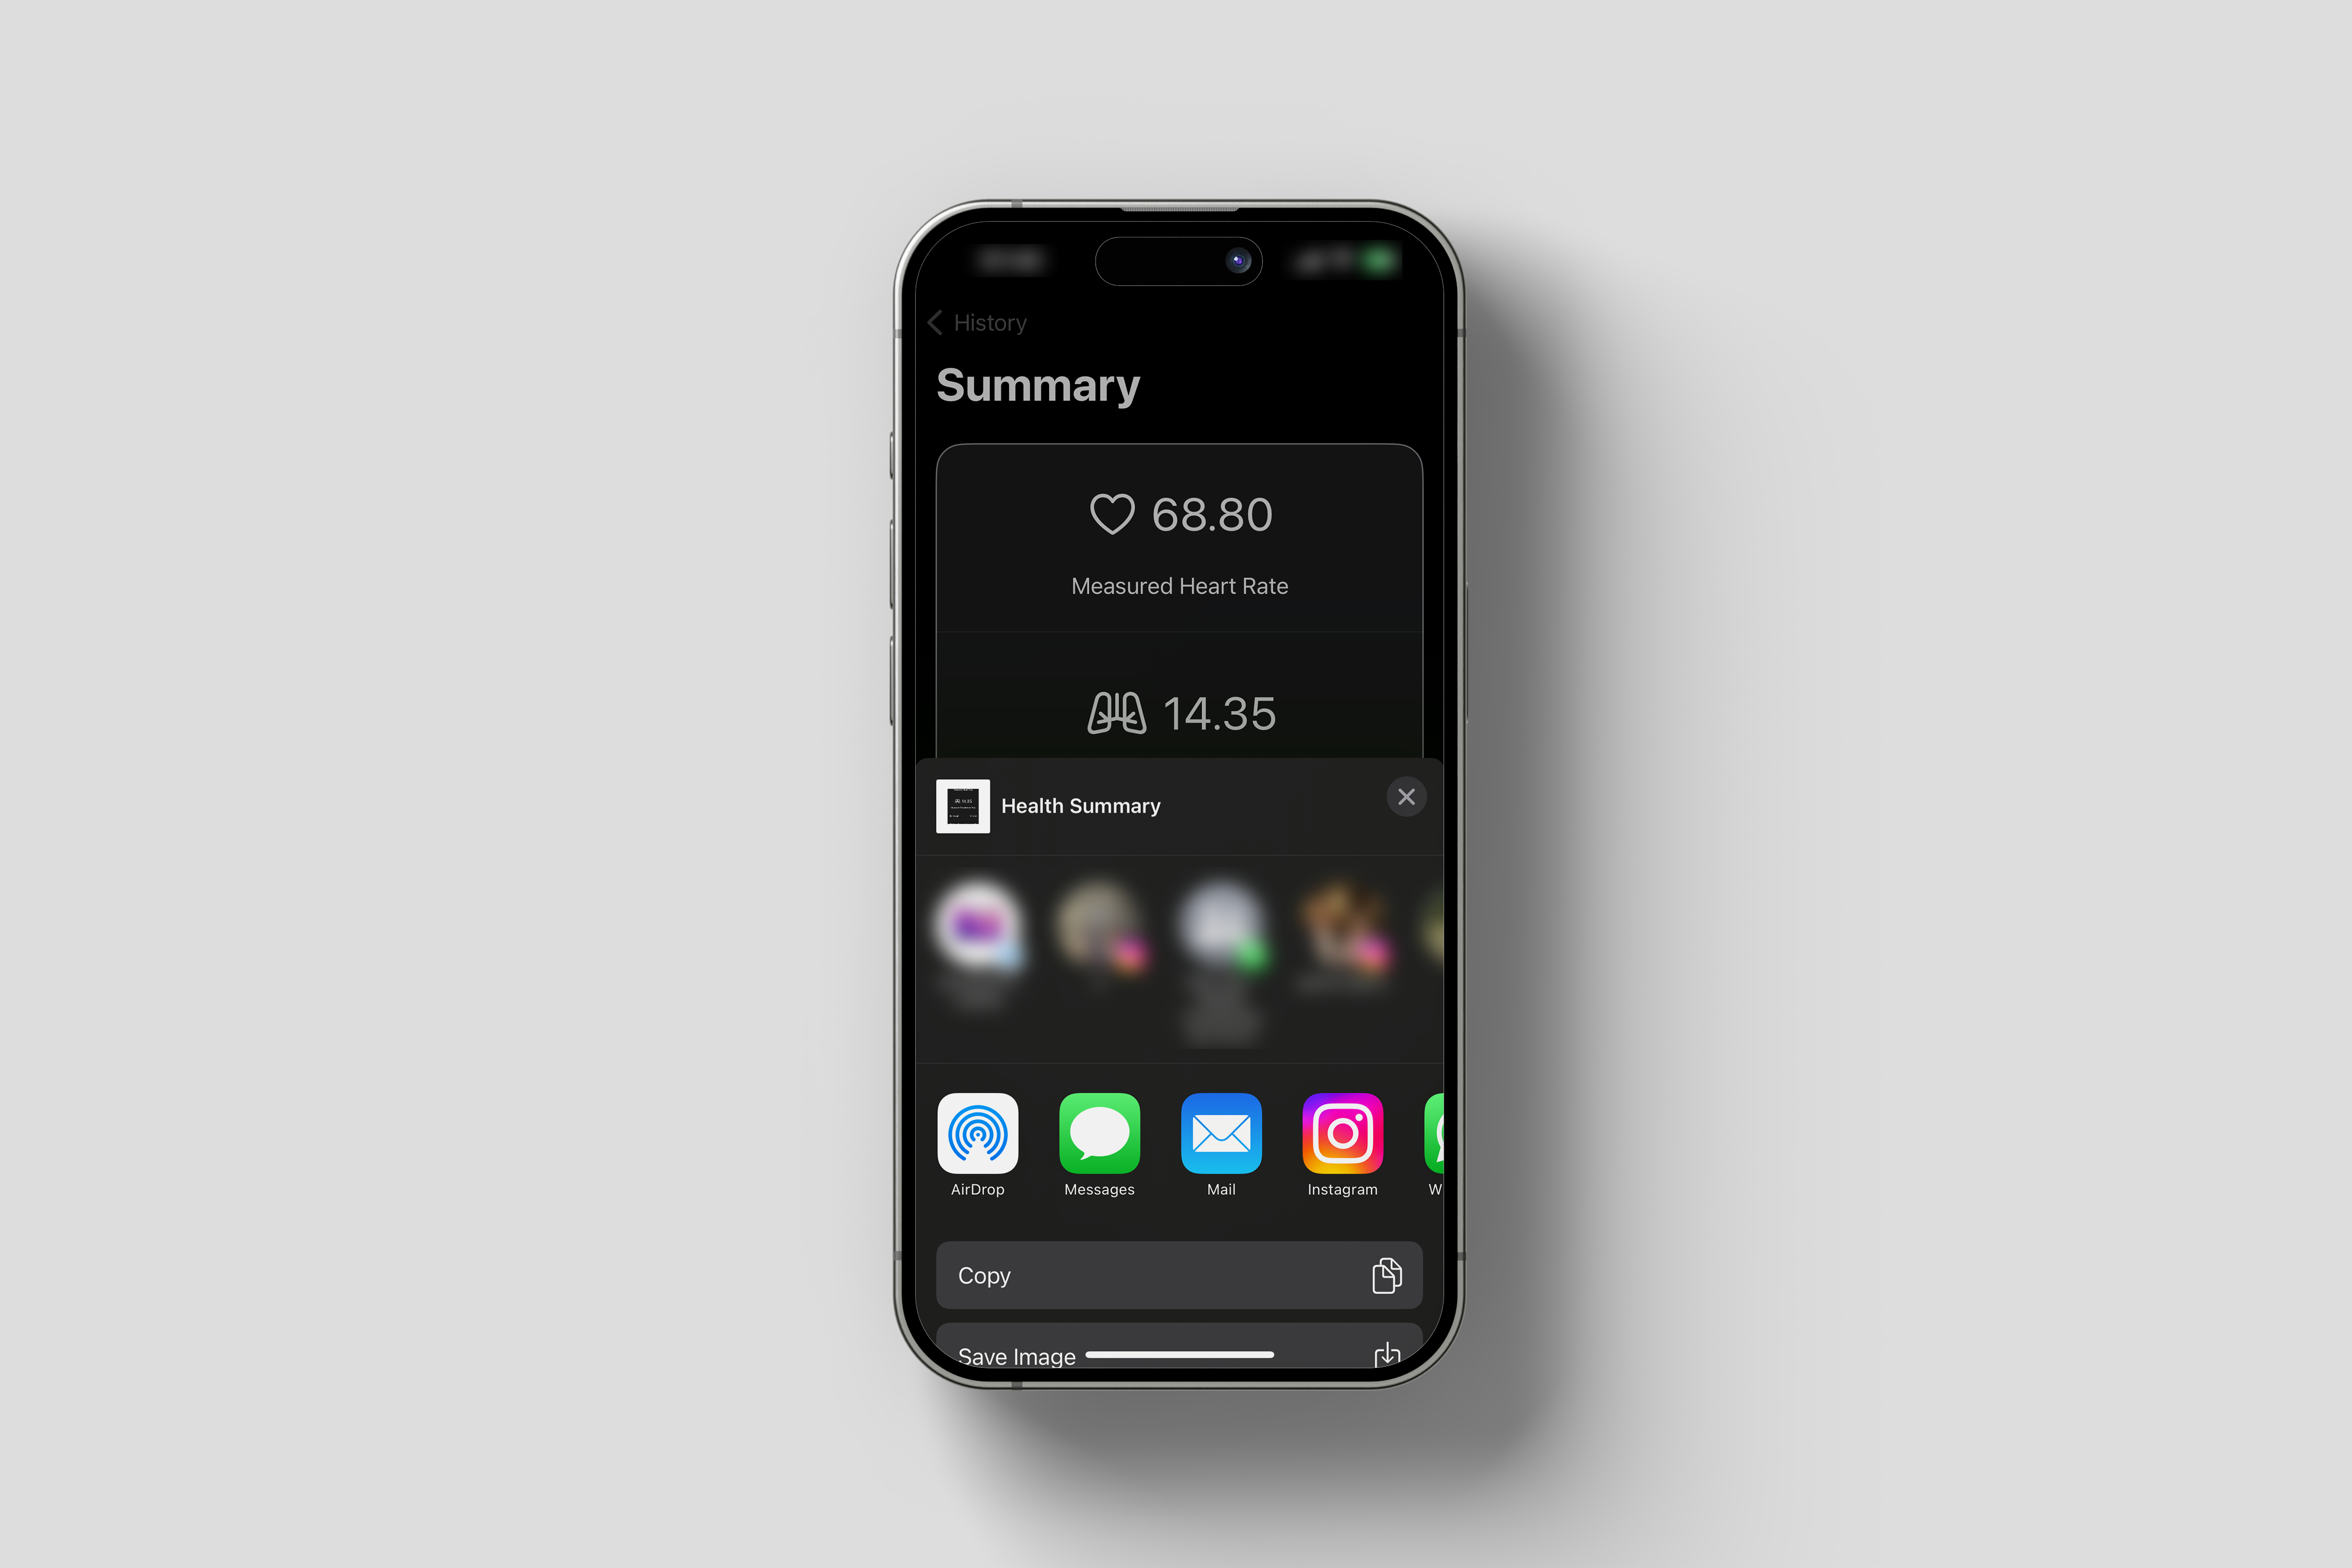 History
Summary
68.80
Measured Heart Rate
14.35
Health Summary
AirDrop
Messages
Mail
Instagram
W
Copy
Save Image